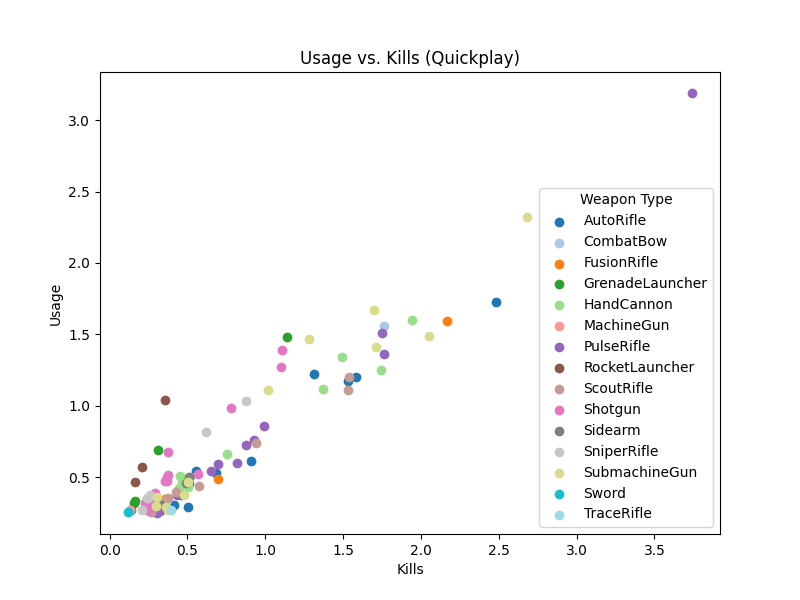 Usage vs. Kills (Quickplay)
Usage
3.0
2.5
2.0
1.5
1.0
0.5
Weapon Type
AutoRifle
CombatBow
FusionRifle
GrenadeLauncher
HandCannon
MachineGun
PulseRifle
RocketLauncher
ScoutRifle
Shotgun
Sidearm
SniperRifle
SubmachineGun
Sword
TraceRifle
0.0 0.5 1.0 1.5 2.0 2.5 3.0 3.5
Kills